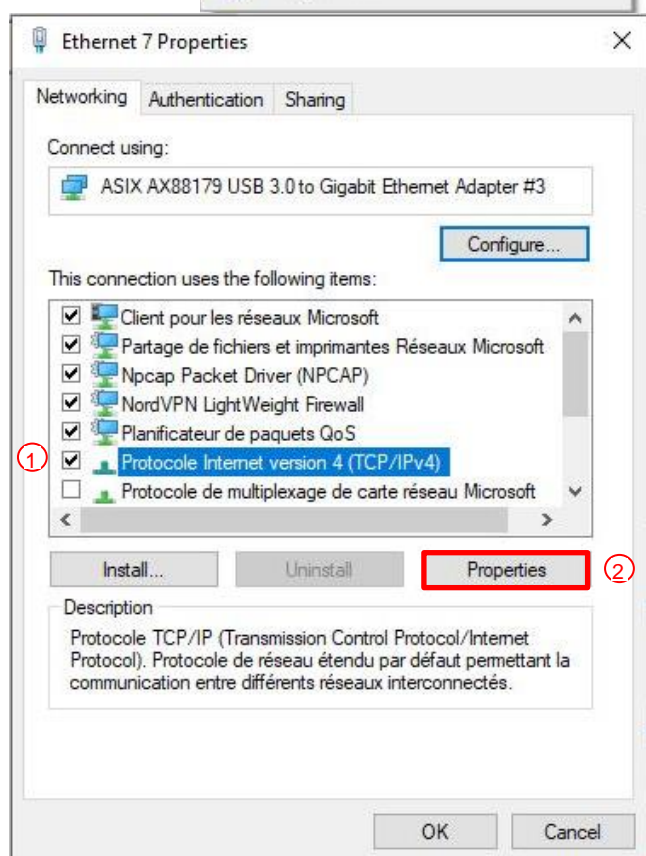 Ethernet 7 Properties
Networking Authentication Sharing
Connect using:
ASIX AX88179 USB 3.0 to Gigabit Ethernet Adapter #3
Configure...
This connection uses the following items:
Client pour les réseaux Microsoft
Partage de fichiers et imprimantes Réseaux Microsoft
Npcap Packet Driver (NPCAP)
NordVPN LightWeight Firewall
Planificateur de paquets QoS
1 Protocole Internet version 4 (TCP/IPv4)
Protocole de multiplexage de carte réseau Microsoft
Install... Uninstall Properties 2
Description
Protocole TCP/IP (Transmission Control Protocol/Internet
Protocol). Protocole de réseau étendu par défaut permettant la
communication entre différents réseaux interconnectés.
OK Cancel